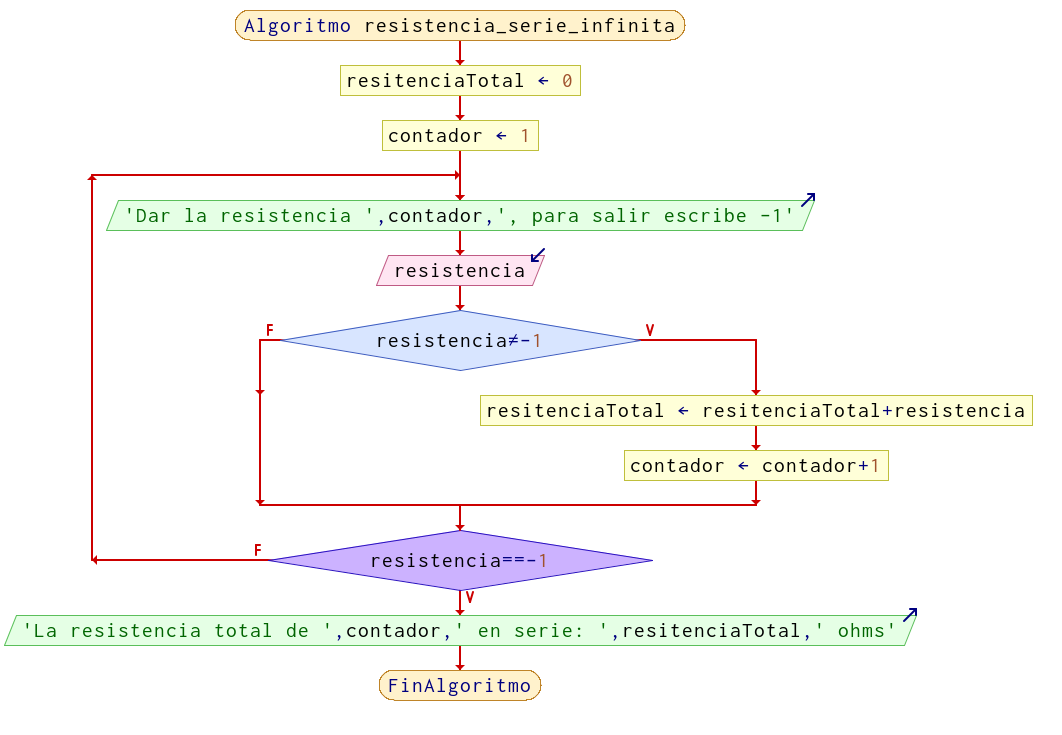 Algoritmo resistencia_serie_infinita
resitenciaTotal ← 0
contador ← 1
'Dar la resistencia ',contador,', para salir escribe -1'
resistencia
F
V
resistencia≠-1
resitenciaTotal ← resitenciaTotal+resistencia
contador ← contador+1
F
resistencia==-1
V
'La resistencia total de ',contador,' en serie: ',resitenciaTotal,' ohms'
FinAlgoritmo